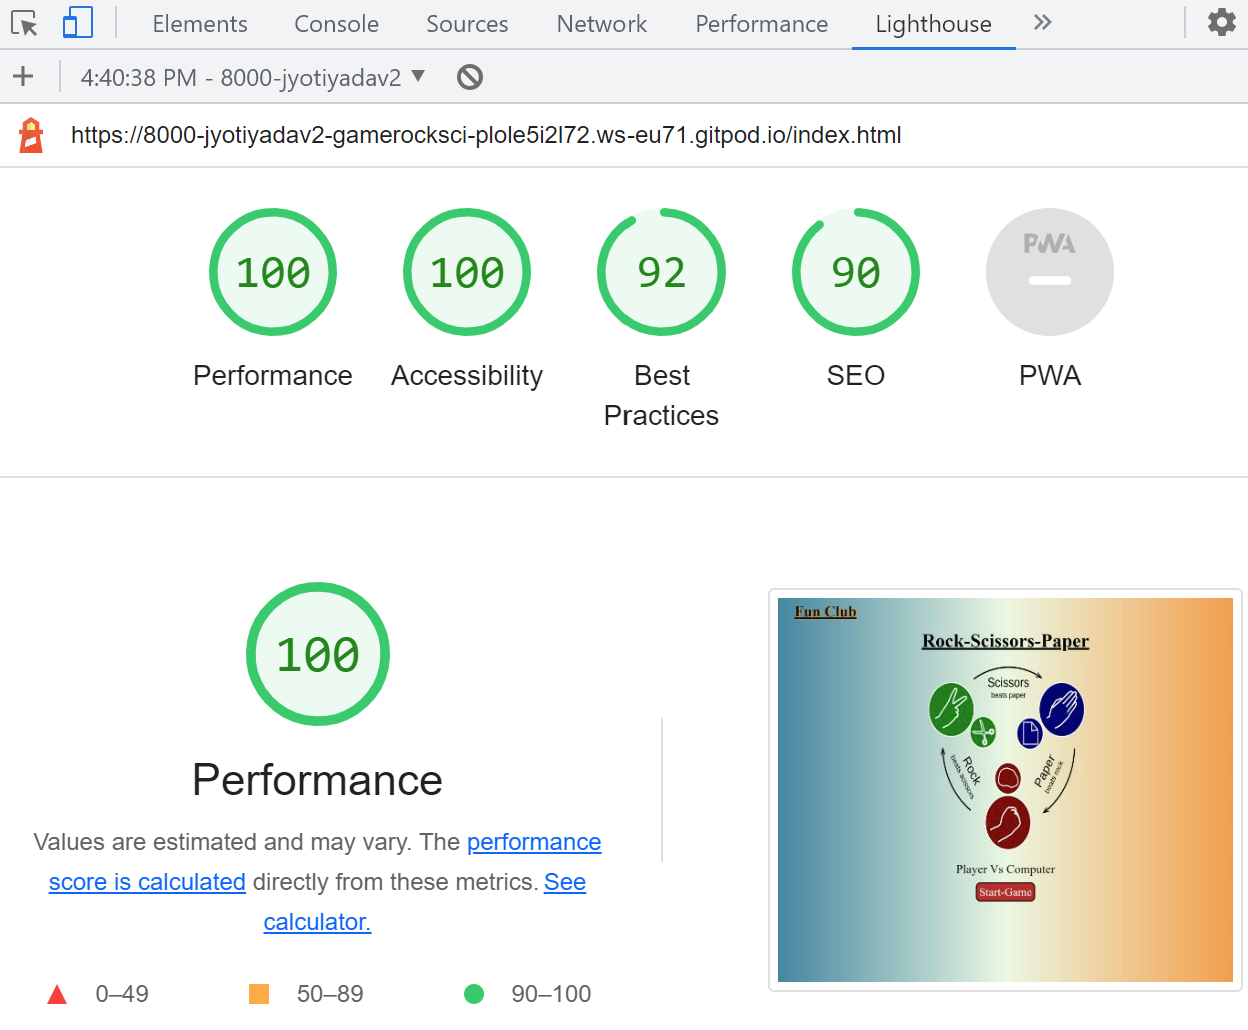 Elements Console Sources Network Performance Lighthouse
4:40:38 PM - 8000-jyotiyadav2
https://8000-jyotiyadav2-gamerocksci-plole5i2l72.ws-eu71.gitpod.io/index.html
100 100 92 90 PWA
Performance Accessibility Best Practices SEO PWA
100
Performance
Values are estimated and may vary. The performance
score is calculated directly from these metrics. See
calculator.
0–49 50–89 90–100
Fun Club
Rock-Scissors-Paper
Scissors
beats paper
Rock
beats scissors
Paper
beats rock
Player Vs Computer
Start-Game